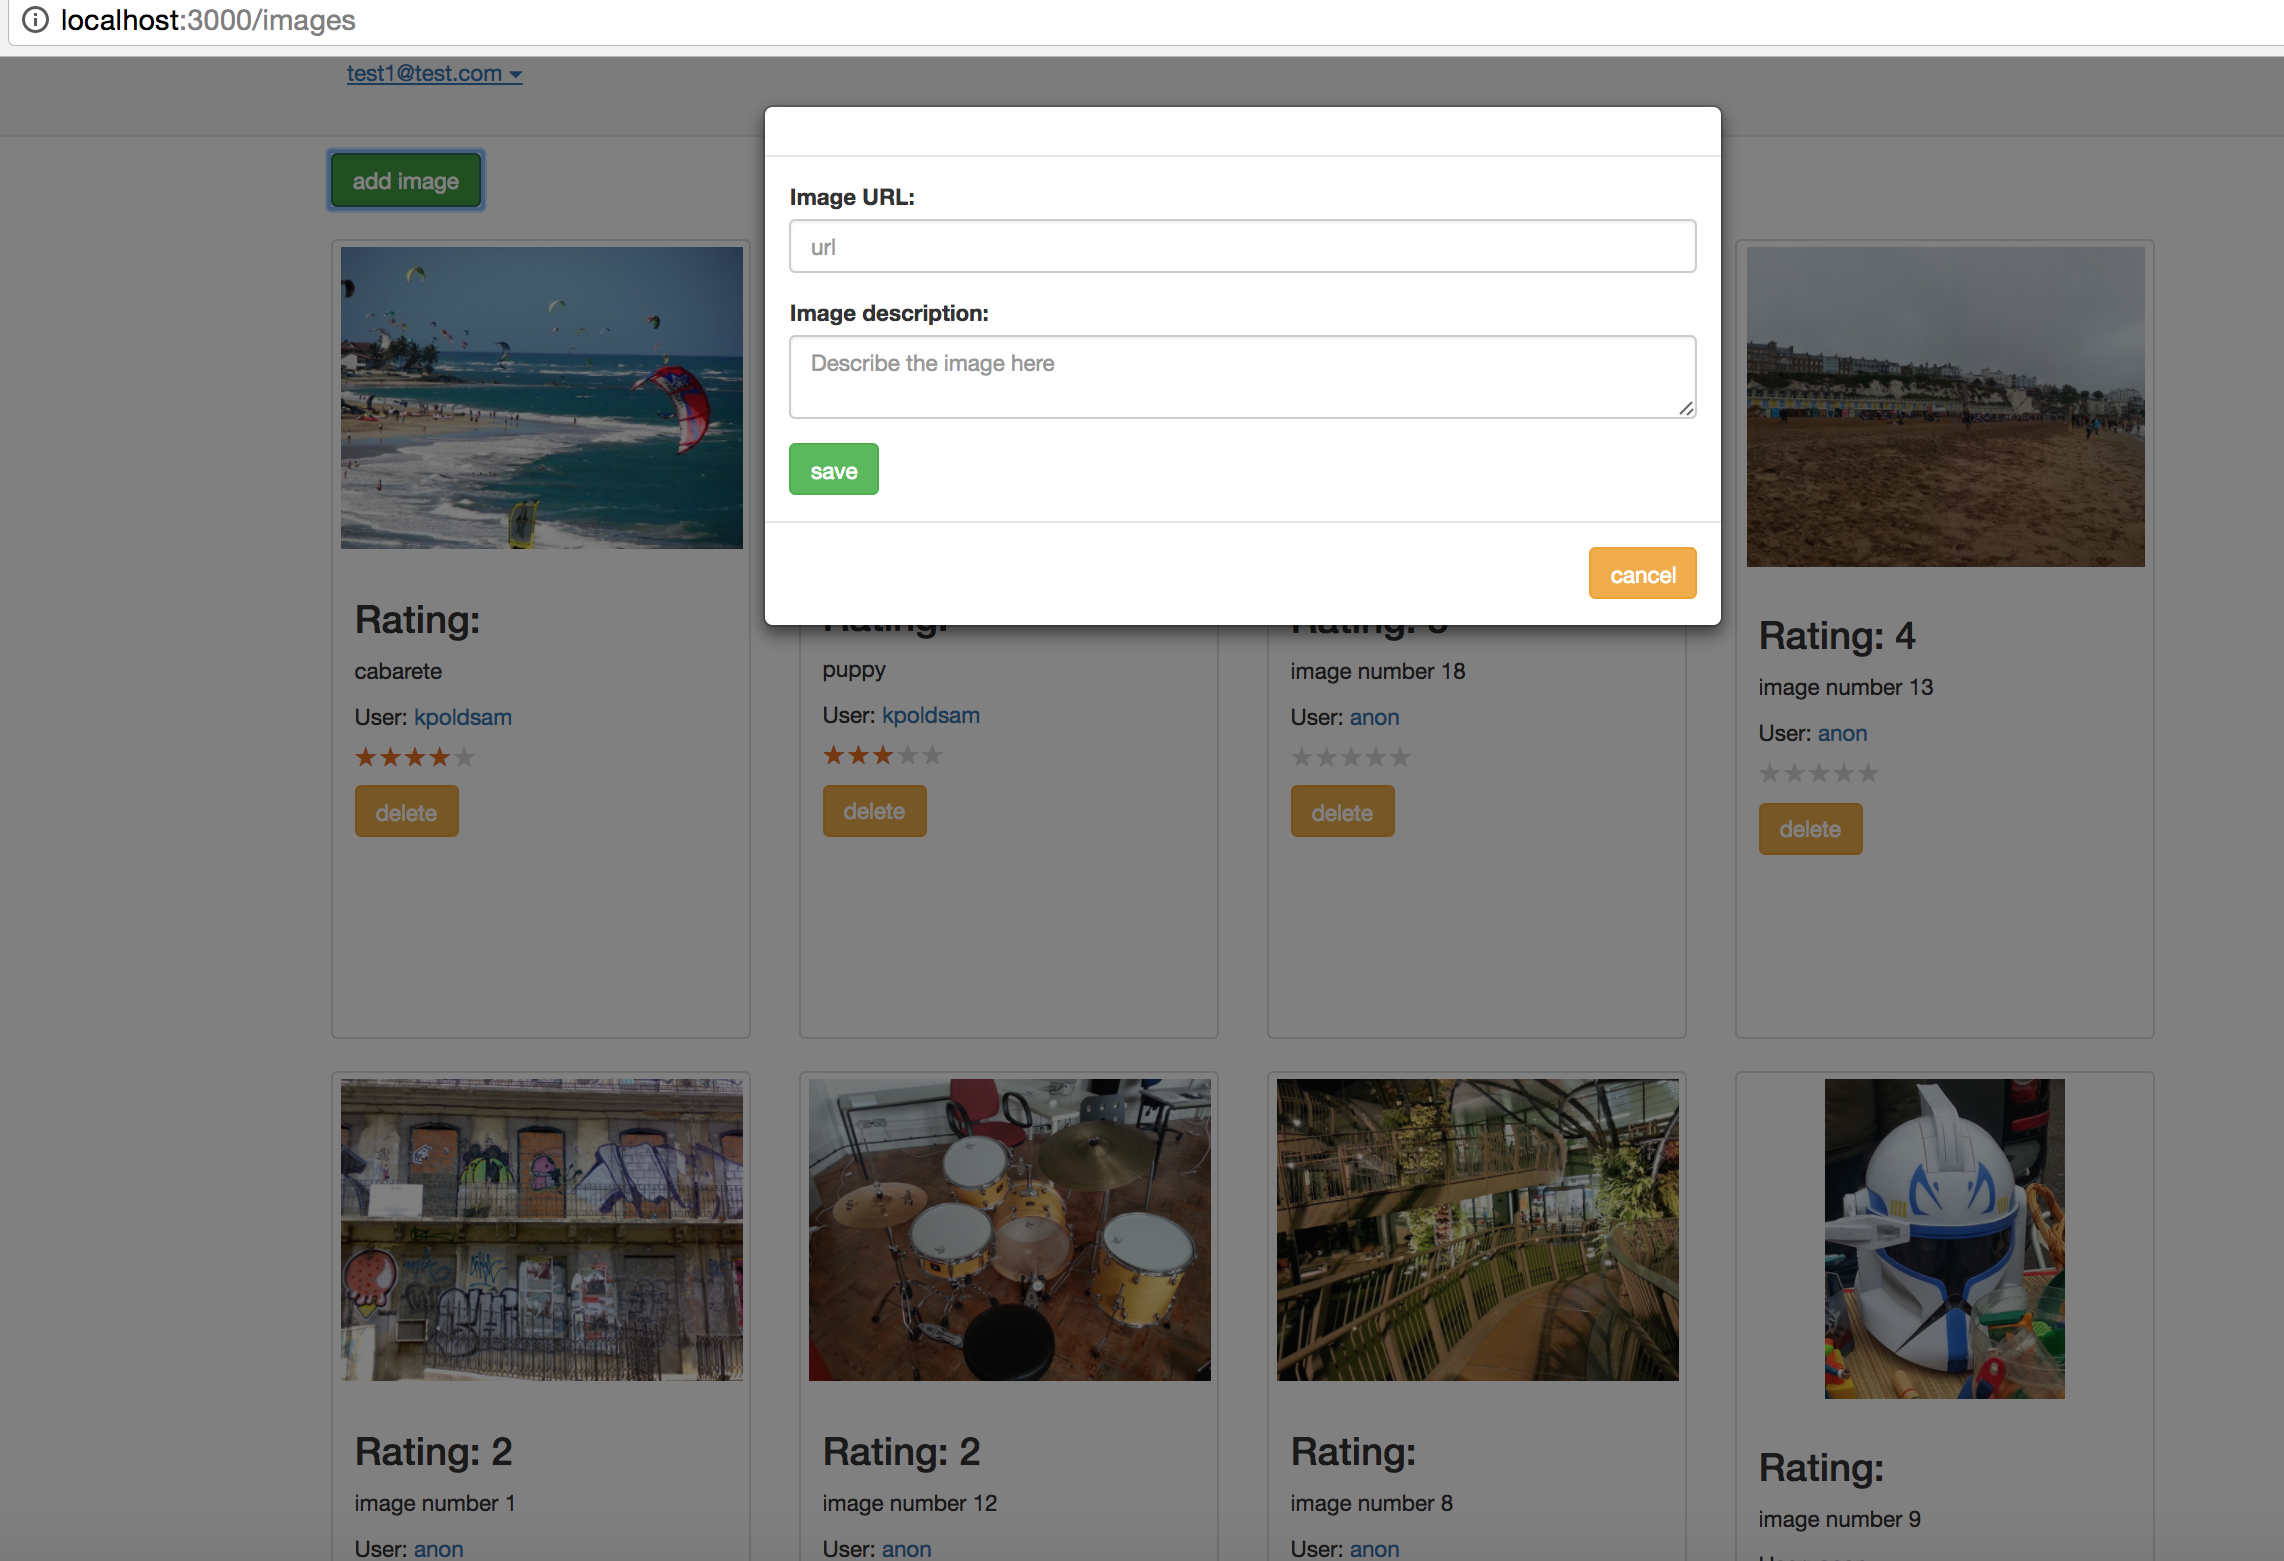 localhost:3000/images
test1@test.com
add image
Image URL:
url
Image description:
Describe the image here
save
cancel
Rating:
cabarete
User: kpoldsam
delete
Rating:
puppy
User: kpoldsam
delete
image number 18
User: anon
delete
Rating: 4
image number 13
User: anon
delete
Rating: 2
image number 1
User: anon
Rating: 2
image number 12
User: anon
Rating:
image number 8
User: anon
Rating:
image number 9